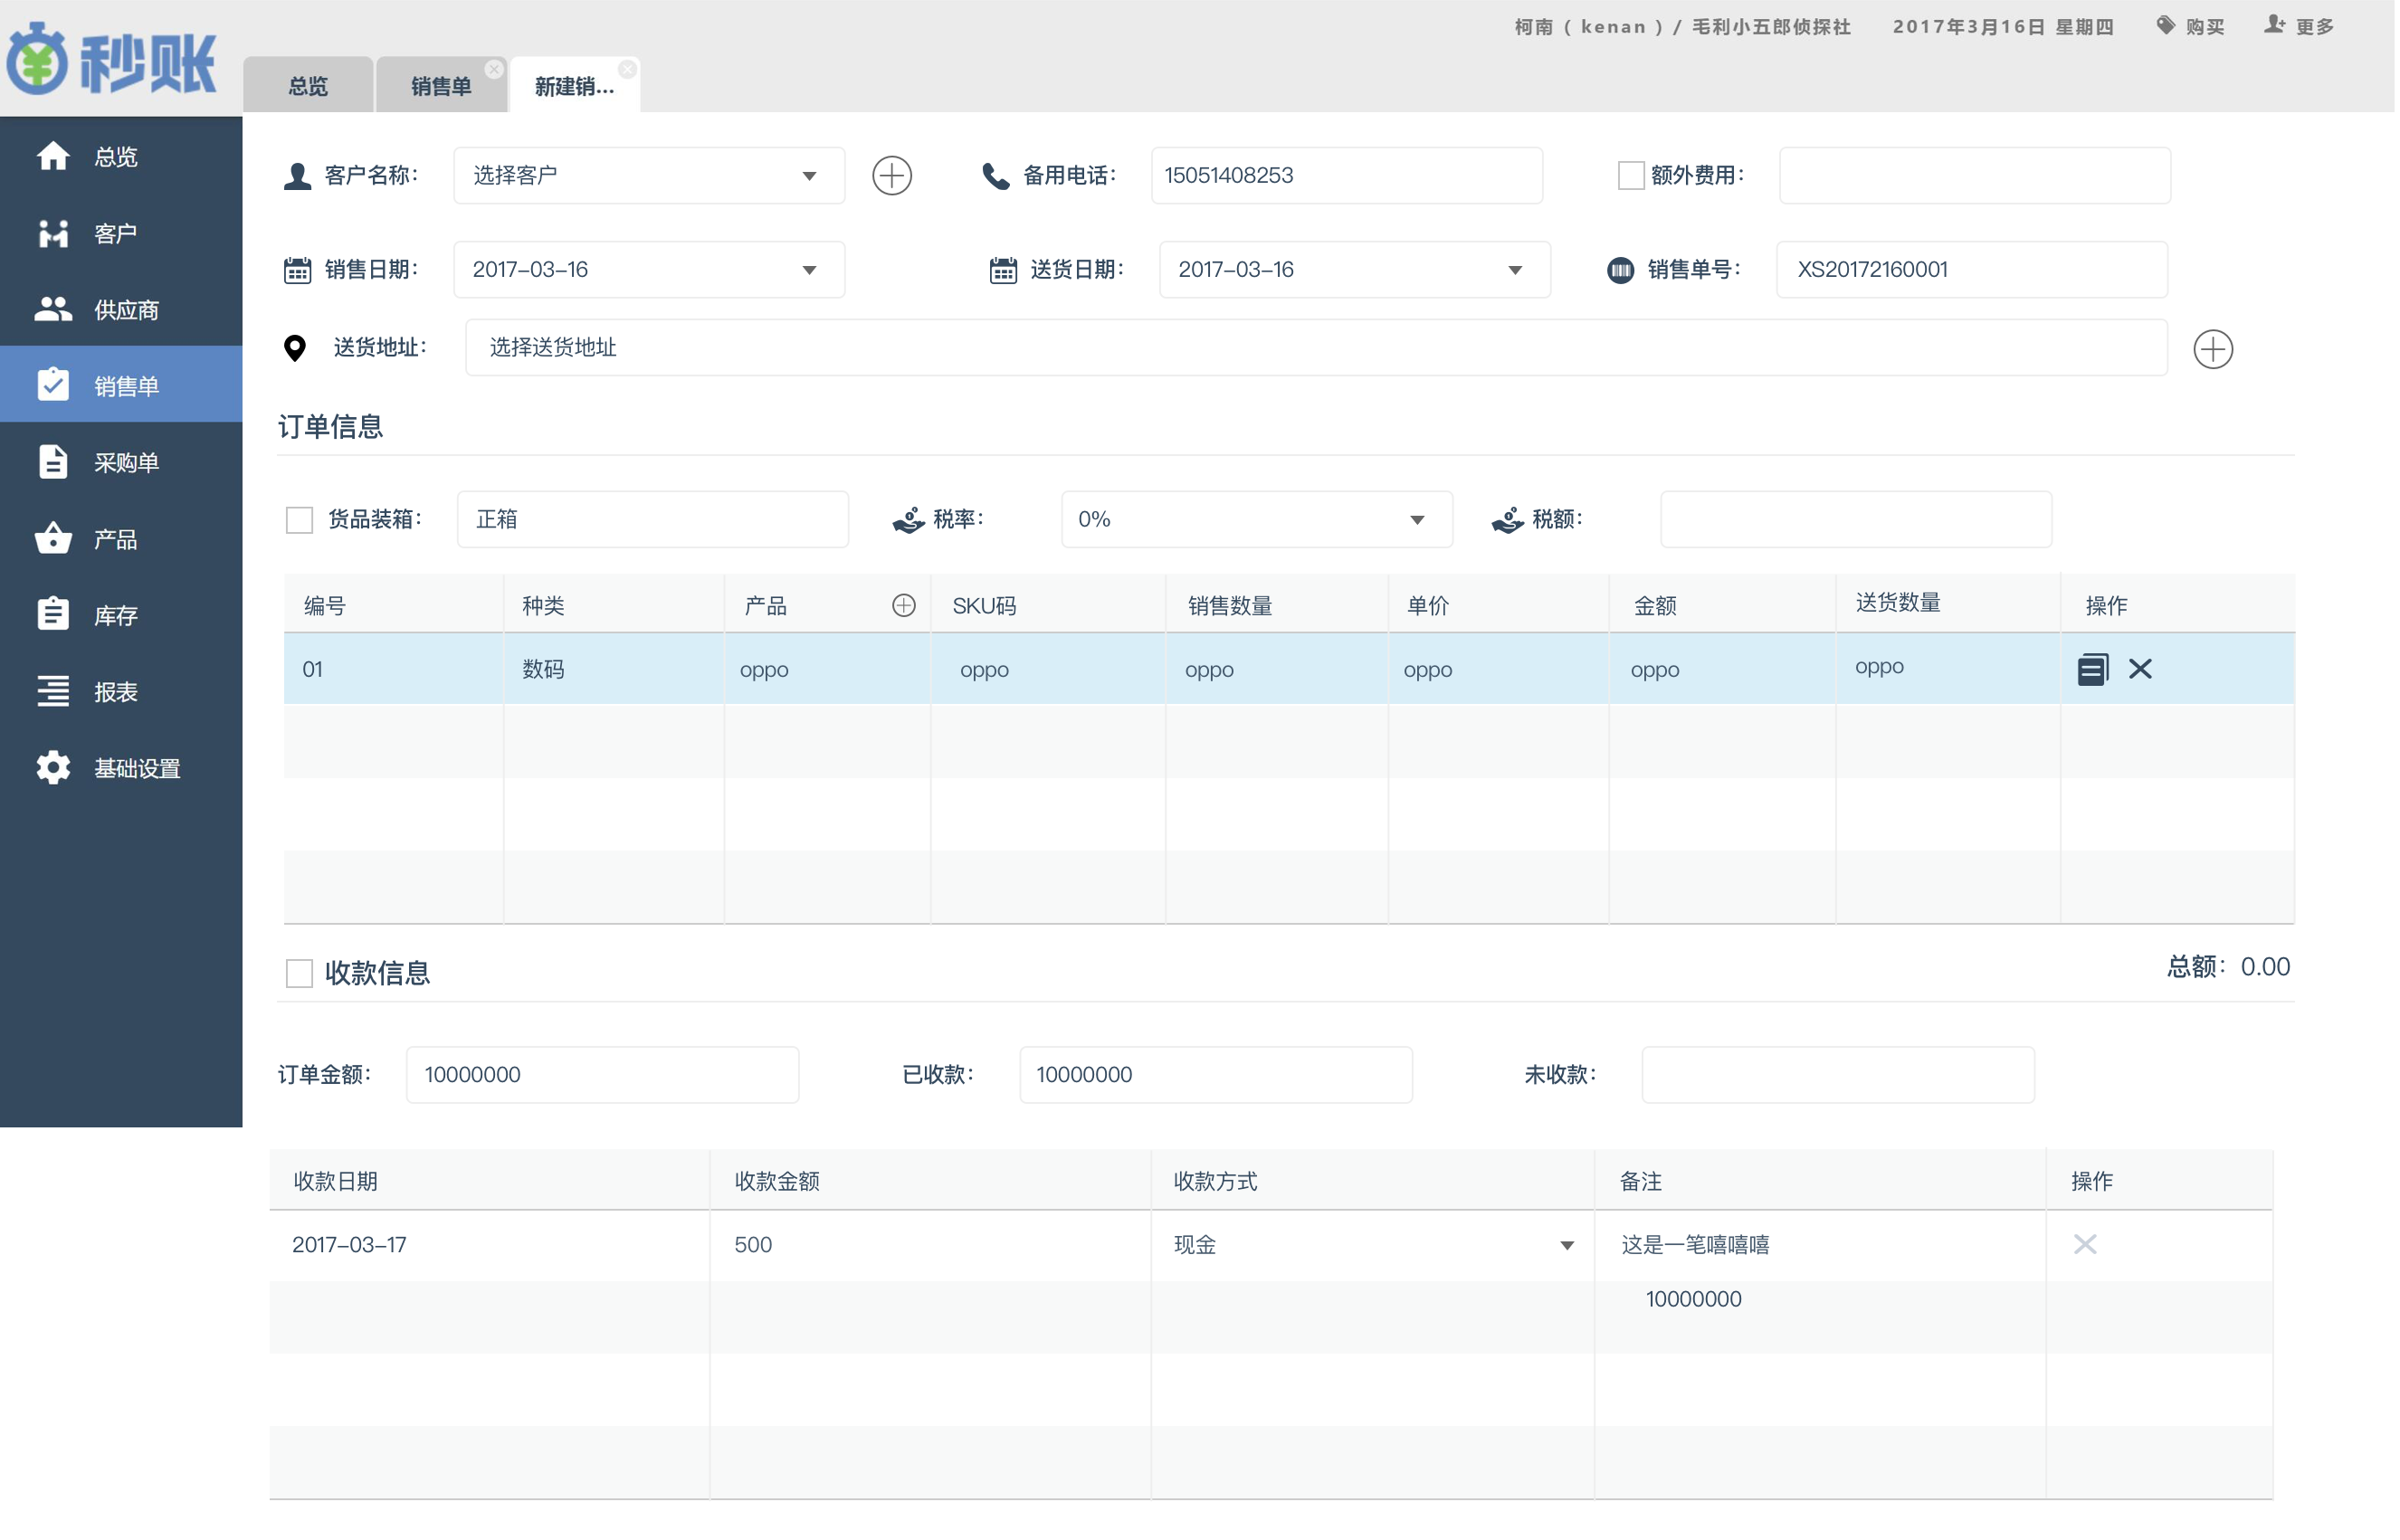 柯南 ( kenan ) / 毛利小五郎侦探社 2017年3月16日 星期四 购买 更多
秒账
总览 销售单 新建销...
总览
客户
供应商
销售单
采购单
产品
库存
报表
基础设置
客户名称: 选择客户 备用电话: 15051408253 额外费用:
销售日期: 2017-03-16 送货日期: 2017-03-16 销售单号: XS20172160001
送货地址: 选择送货地址
订单信息
货品装箱: 正箱 税率: 0% 税额:
编号 种类 产品 SKU码 销售数量 单价 金额 送货数量 操作
01 数码 oppo oppo oppo oppo oppo oppo
收款信息 总额: 0.00
订单金额: 10000000 已收款: 10000000 未收款:
收款日期 收款金额 收款方式 备注 操作
2017-03-17 500 现金 这是一笔嘻嘻嘻
10000000